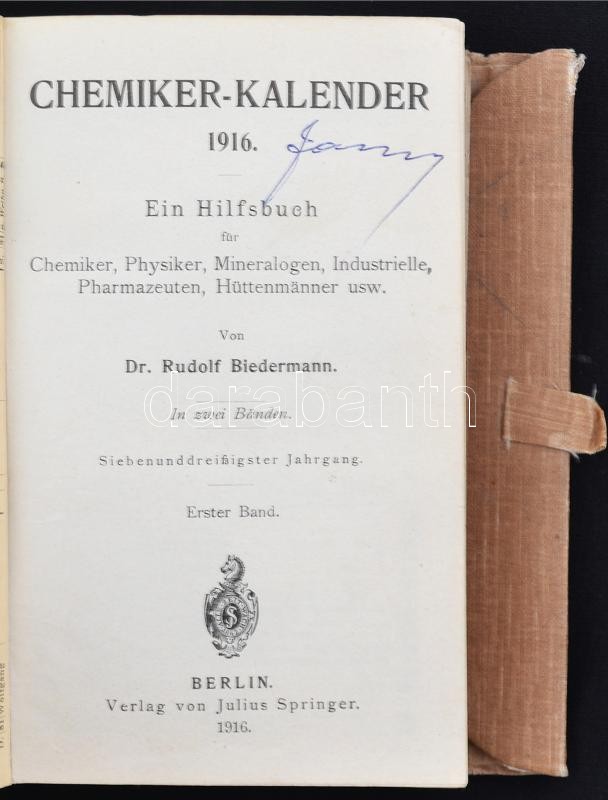 CHEMIKER-KALENDER
1916.
Ein Hilfsbuch
für
Chemiker, Physiker, Mineralogen, Industrielle,
Pharmazeuten, Hüttenmänner usw.
Von
Dr. Rudolf Biedermann.
darabanth
In zwei Bänden.
Siebenunddreißigster Jahrgang.
Erster Band.
BERLIN.
Verlag von Julius Springer.
1916.